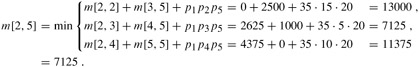 m[2, 2] + m[3, 5] + p₁p₂p₅ = 0 + 2500 + 35 · 15 · 20 = 13000 ,
m[2, 5] = min { m[2, 3] + m[4, 5] + p₁p₃p₅ = 2625 + 1000 + 35 · 5 · 20 = 7125 ,
m[2, 4] + m[5, 5] + p₁p₄p₅ = 4375 + 0 + 35 · 10 · 20 = 11375
= 7125 .